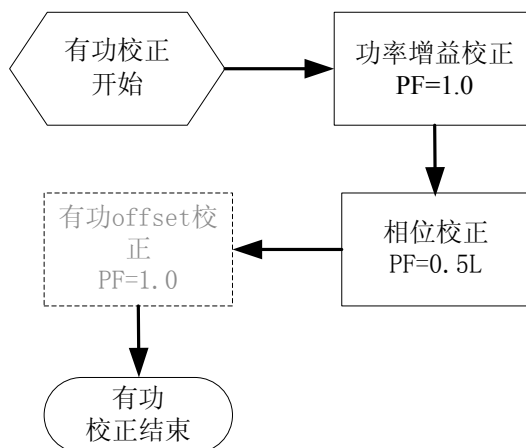 有功校正
开始
功率增益校正
PF=1.0
相位校正
PF=0.5L
有功offset校
正
PF=1.0
有功
校正结束